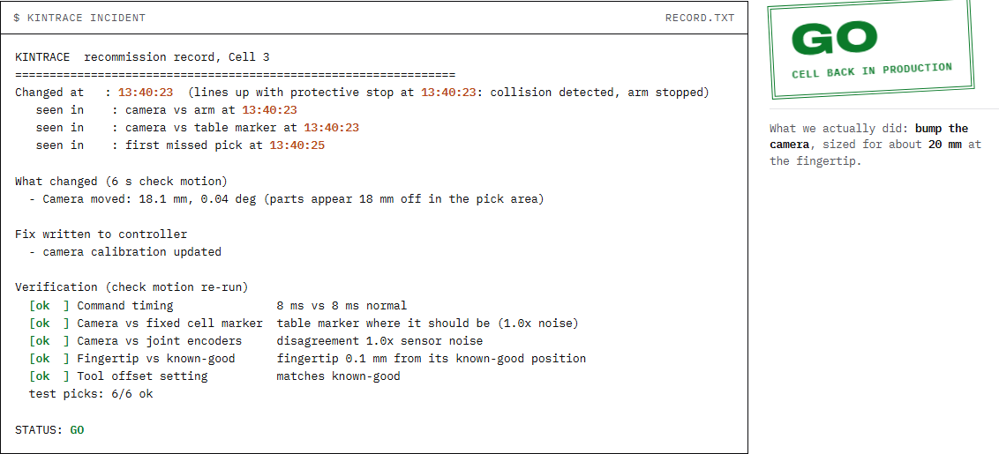 $ KINTRACE INCIDENT
RECORD.TXT
KINTRACE  recommission record, Cell 3
================================================================
Changed at   : 13:40:23  (lines up with protective stop at 13:40:23: collision detected, arm stopped)
   seen in    : camera vs arm at 13:40:23
   seen in    : camera vs table marker at 13:40:23
   seen in    : first missed pick at 13:40:25
What changed (6 s check motion)
  - Camera moved: 18.1 mm, 0.04 deg (parts appear 18 mm off in the pick area)
Fix written to controller
  - camera calibration updated
Verification (check motion re-run)
  [ok  ] Command timing               8 ms vs 8 ms normal
  [ok  ] Camera vs fixed cell marker  table marker where it should be (1.0x noise)
  [ok  ] Camera vs joint encoders     disagreement 1.0x sensor noise
  [ok  ] Fingertip vs known-good      fingertip 0.1 mm from its known-good position
  [ok  ] Tool offset setting          matches known-good
  test picks: 6/6 ok
STATUS: GO
GO
CELL BACK IN PRODUCTION
What we actually did: bump the
camera, sized for about 20 mm at
the fingertip.